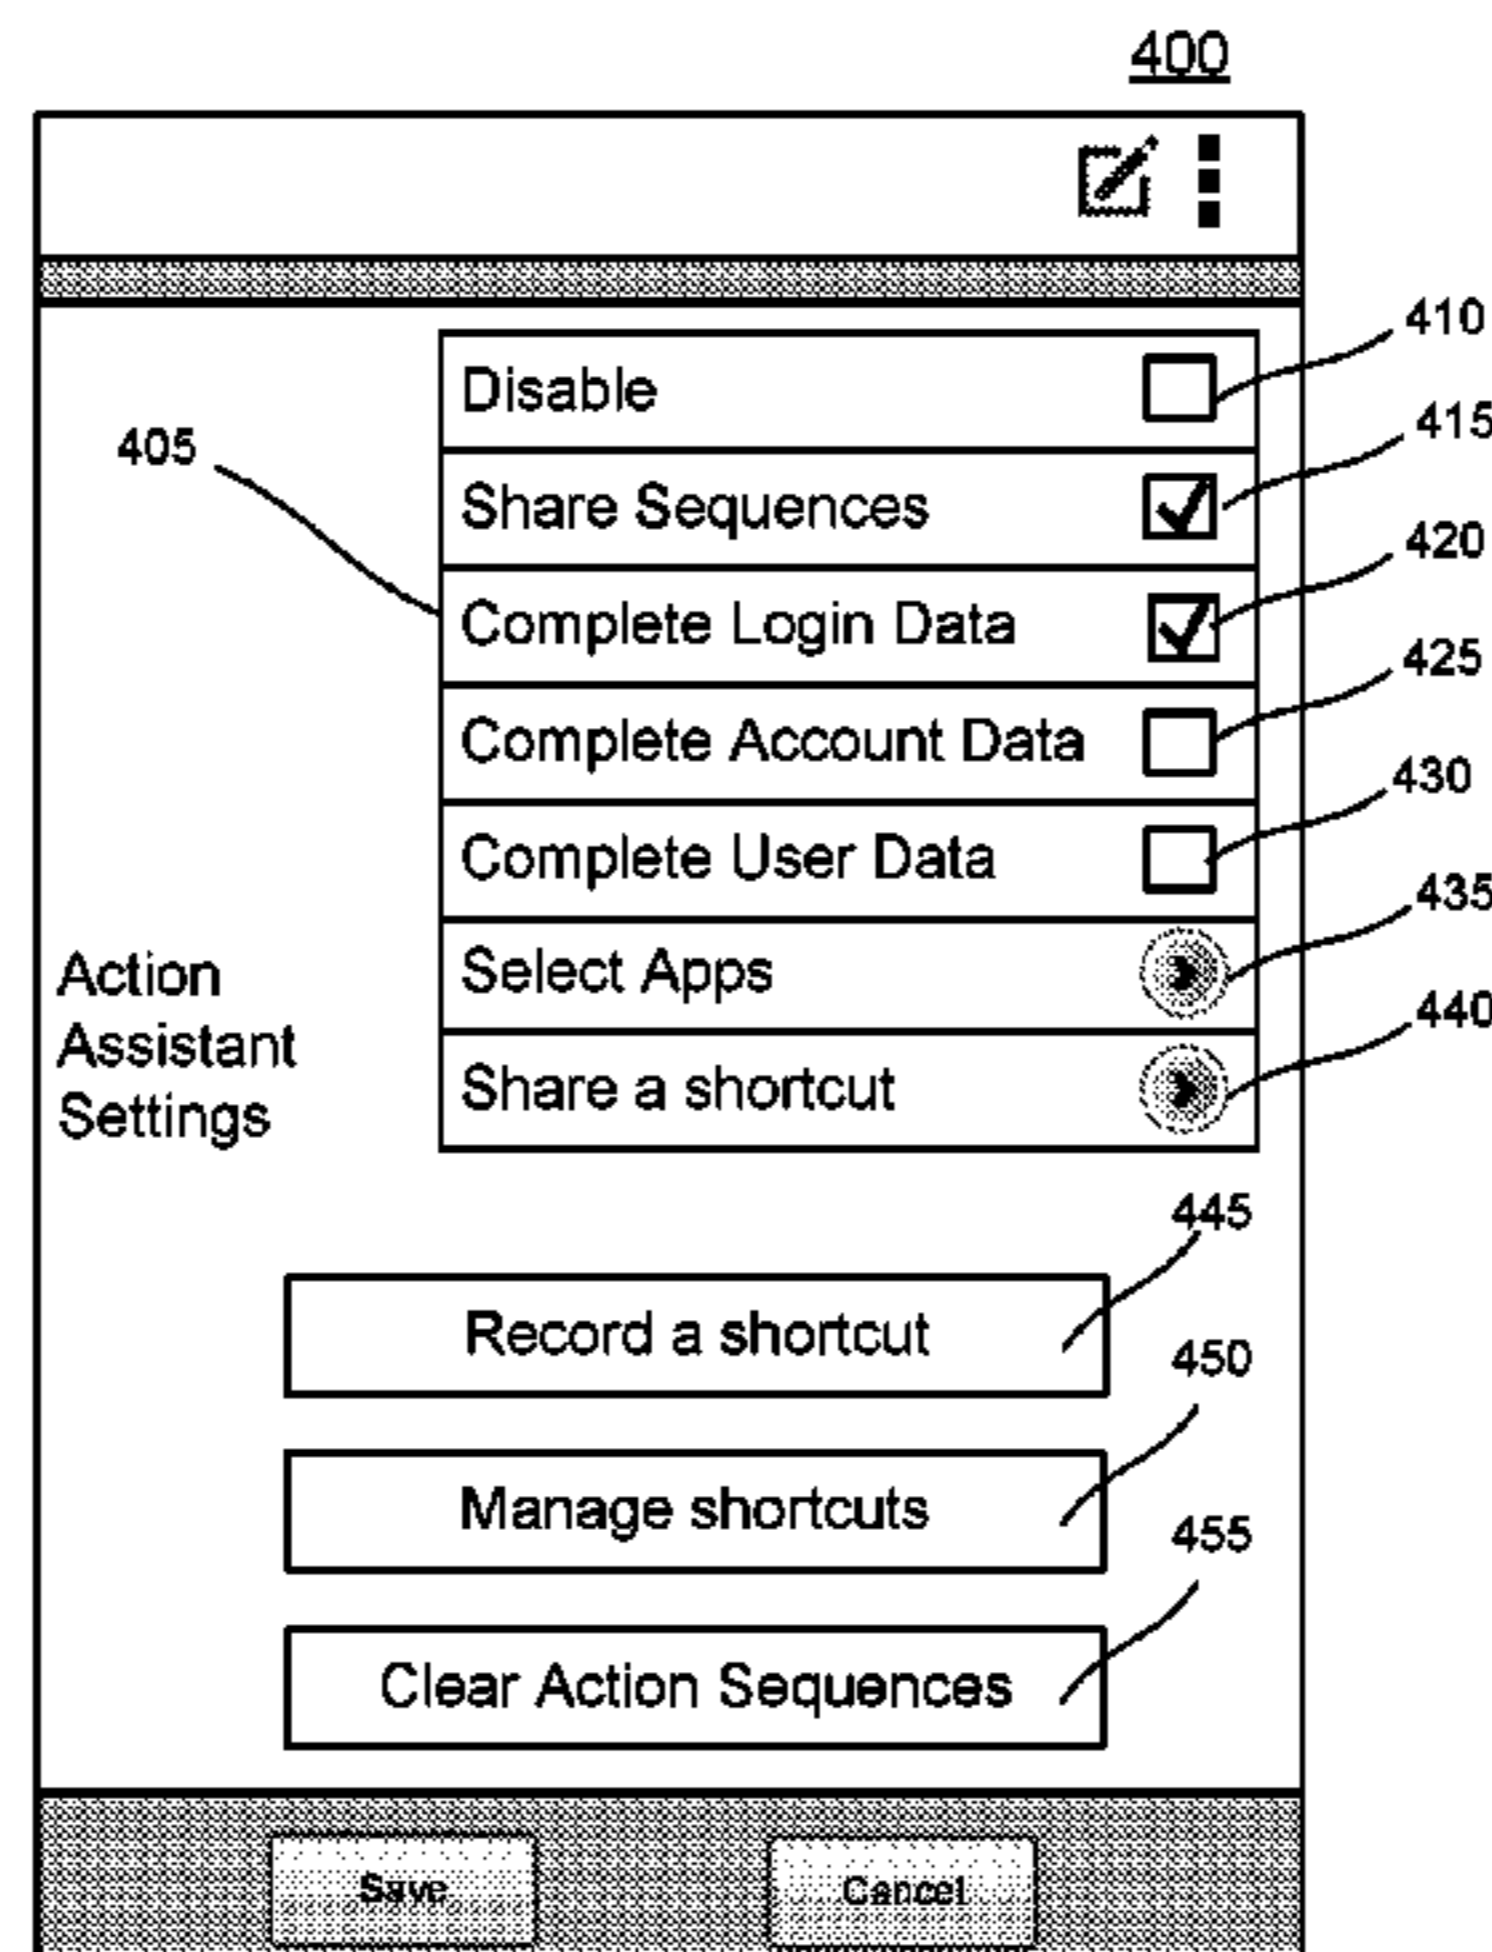 400
Disable
410
Share Sequences
415
405
Complete Login Data
420
Complete Account Data
425
Complete User Data
430
Select Apps
435
Share a shortcut
440
Action
Assistant
Settings
445
Record a shortcut
450
Manage shortcuts
455
Clear Action Sequences
Save
Cancel